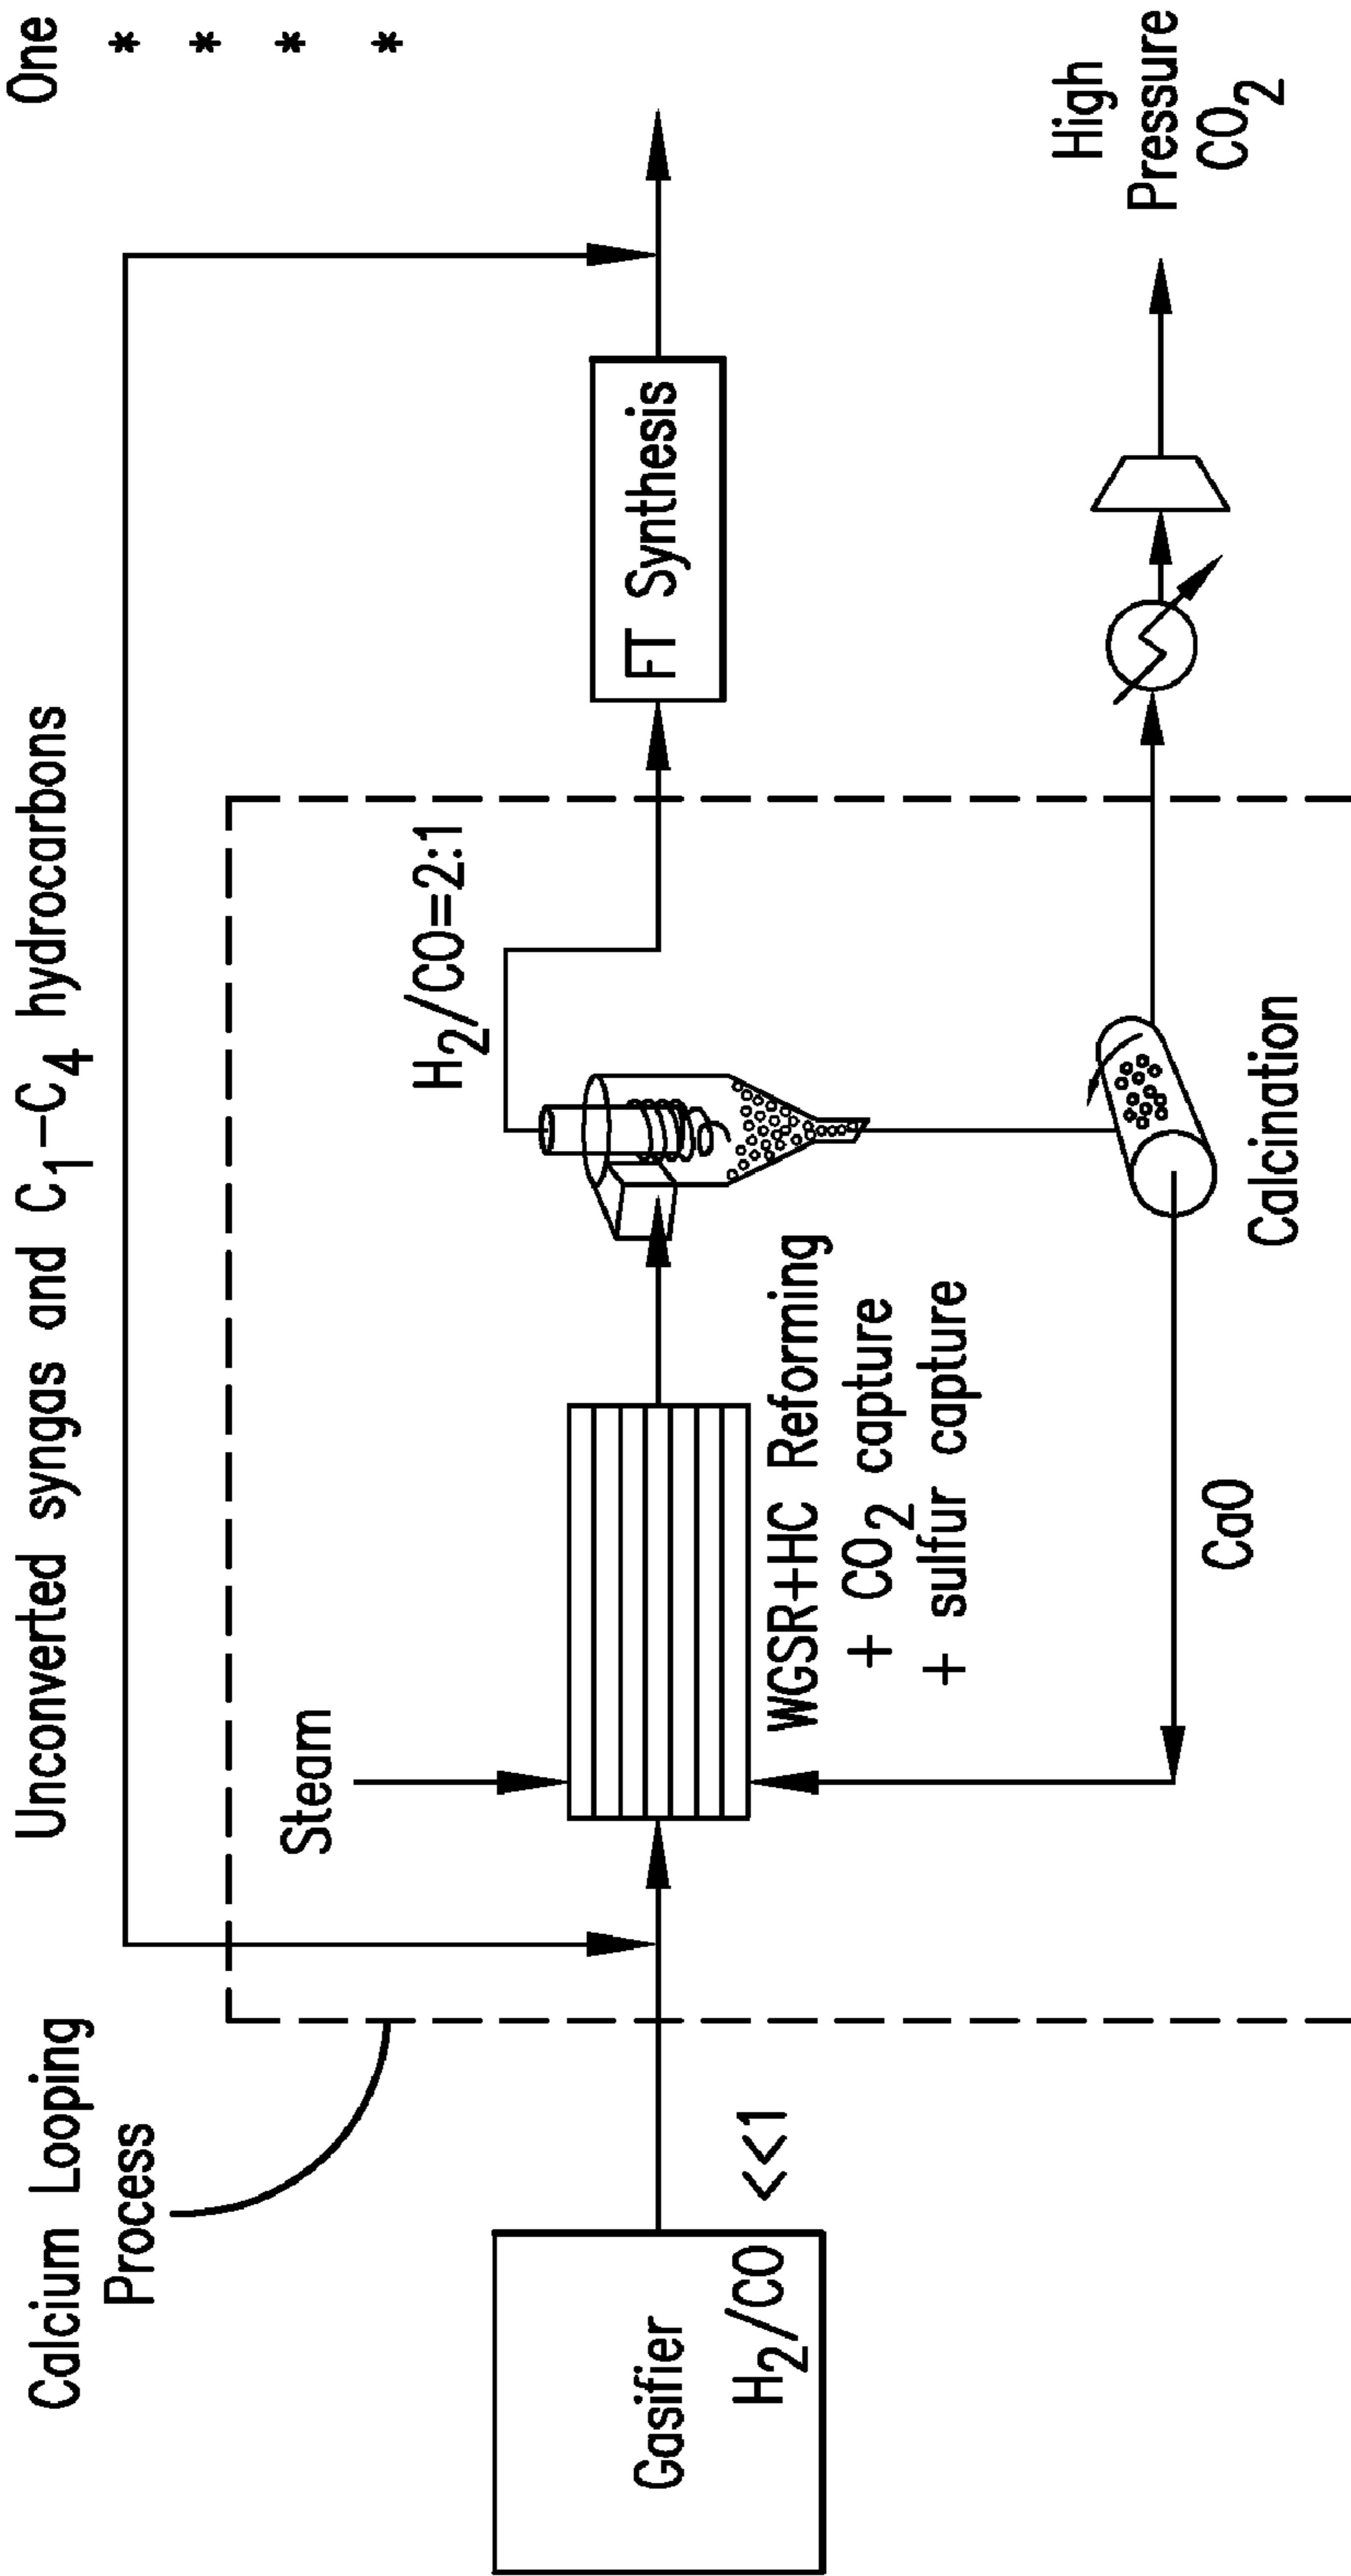 One
*
*
*
*
Unconverted syngas and C₁-C₄ hydrocarbons
Calcium Looping
Process
Steam
H₂/CO=2:1
FT Synthesis
High
Pressure
CO₂
Gasifier
H₂/CO <<1
WGSR+HC Reforming
+ CO₂ capture
+ sulfur capture
CaO
Calcination